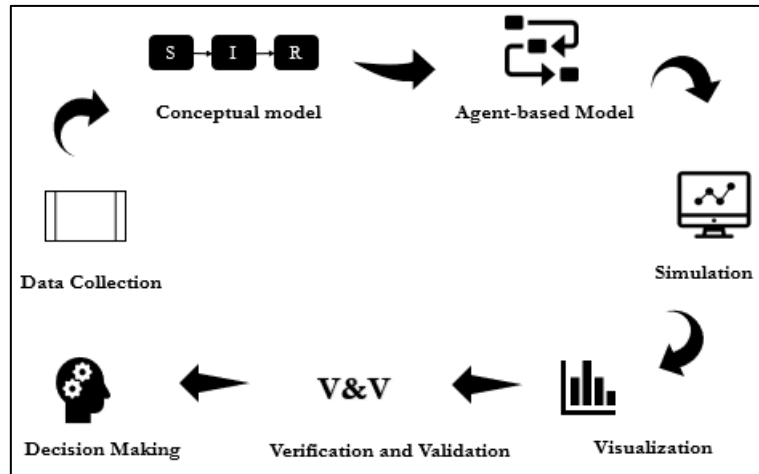 S I R
Conceptual model
Agent-based Model
Data Collection
Simulation
V&V
Decision Making
Verification and Validation
Visualization